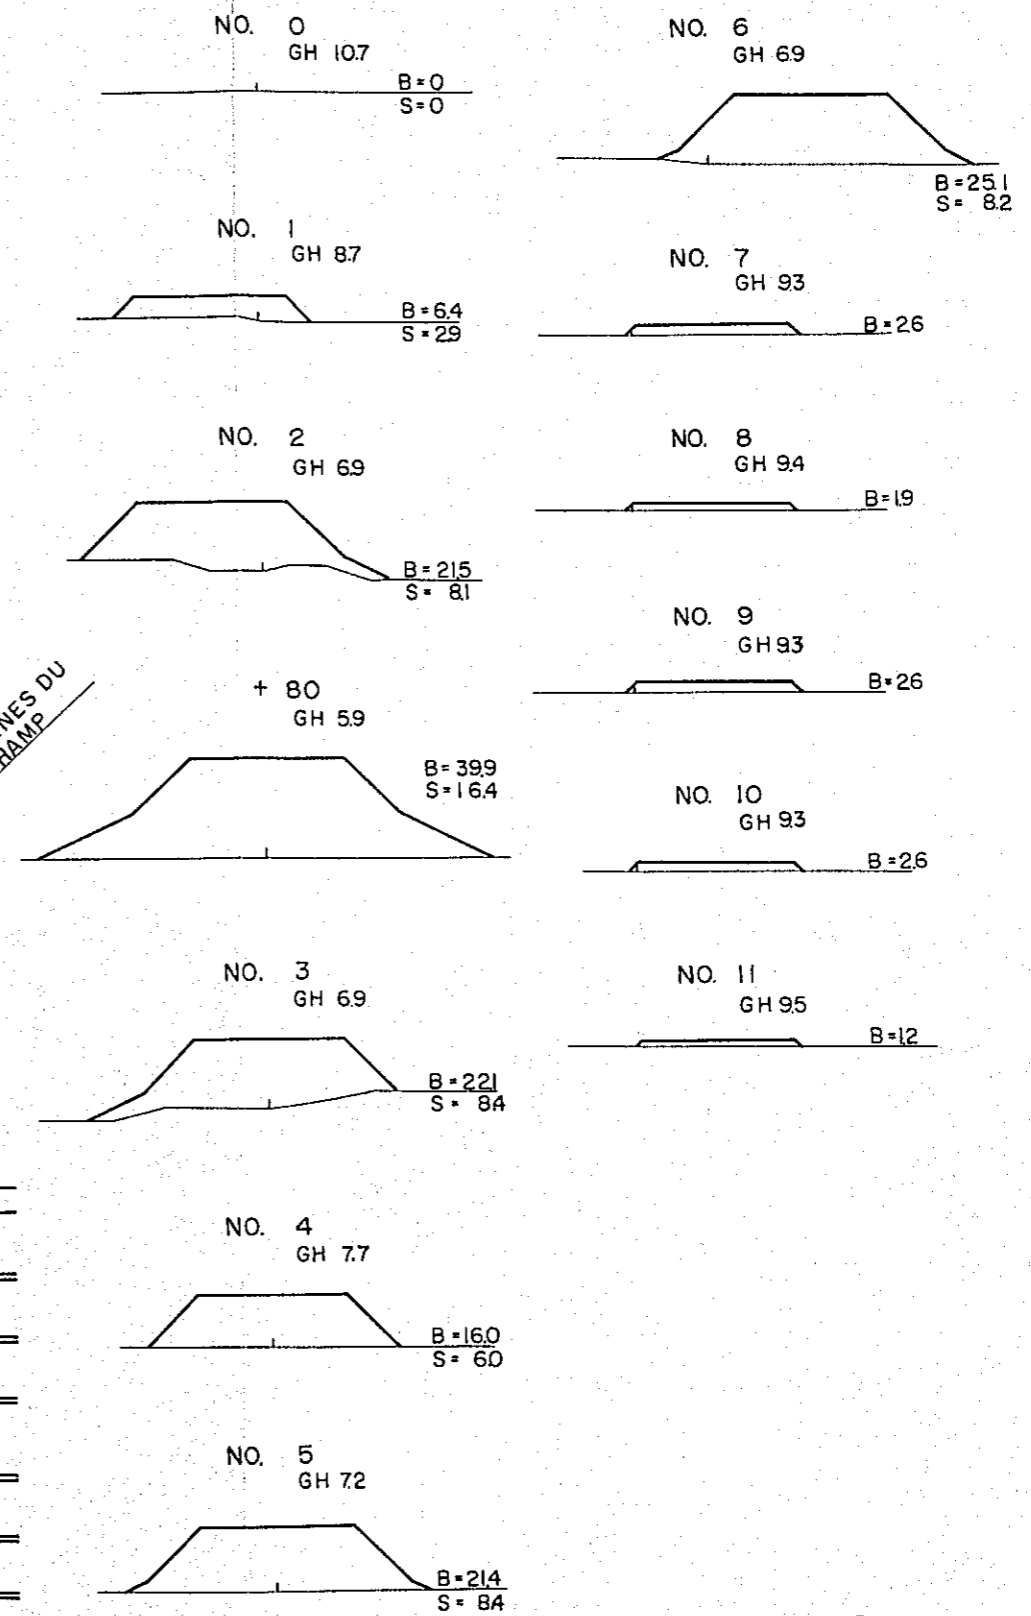 NO. 0
GH 10.7
B=0
S=0
NO. 1
GH 8.7
B=6.4
S=2.9
NO. 2
GH 6.9
B=21.5
S= 8.1
+ 80
GH 5.9
B=39.9
S=16.4
NO. 3
GH 6.9
B=22.1
S= 8.4
NO. 4
GH 7.7
B=16.0
S= 6.0
NO. 5
GH 7.2
B=21.4
S= 8.4
NO. 6
GH 6.9
B=25.1
S= 8.2
NO. 7
GH 9.3
B=2.6
NO. 8
GH 9.4
B=1.9
NO. 9
GH 9.3
B=2.6
NO. 10
GH 9.3
B=2.6
NO. 11
GH 9.5
B=1.2
DU